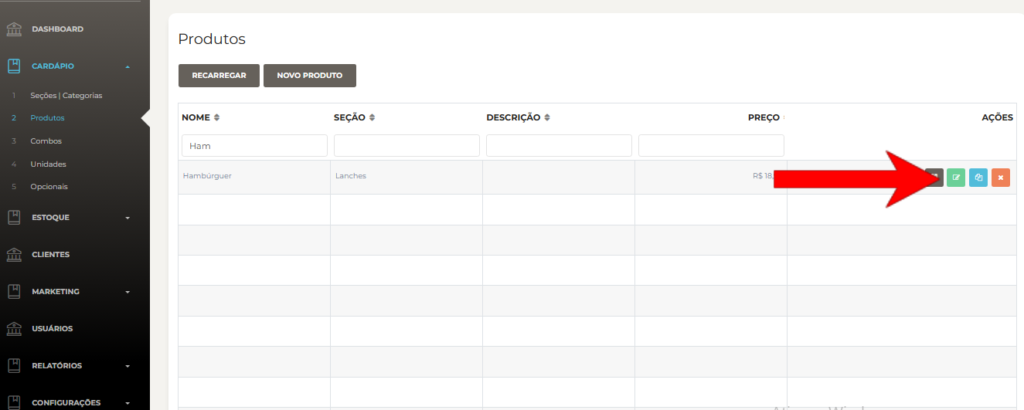 DASHBOARD
CARDÁPIO
1 Seções | Categorias
2 Produtos
3 Combos
4 Unidades
5 Opcionais
ESTOQUE
CLIENTES
MARKETING
USUÁRIOS
RELATÓRIOS
CONFIGURAÇÕES
Produtos
RECARREGAR NOVO PRODUTO
NOME SEÇÃO DESCRIÇÃO PREÇO AÇÕES
Ham
Hambúrguer Lanches R$ 18,